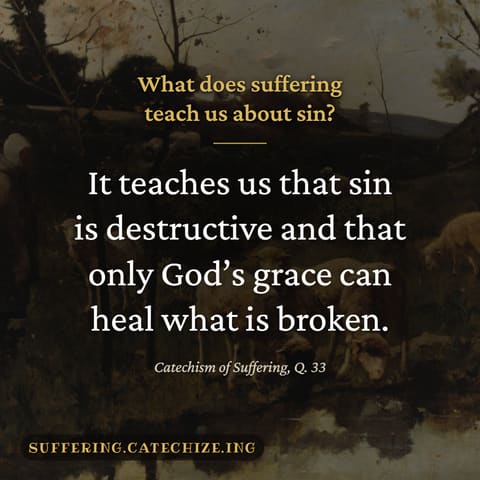 What does suffering
teach us about sin?
It teaches us that sin
is destructive and that
only God’s grace can
heal what is broken.
Catechism of Suffering, Q. 33
SUFFERING.CATECHIZE.ING